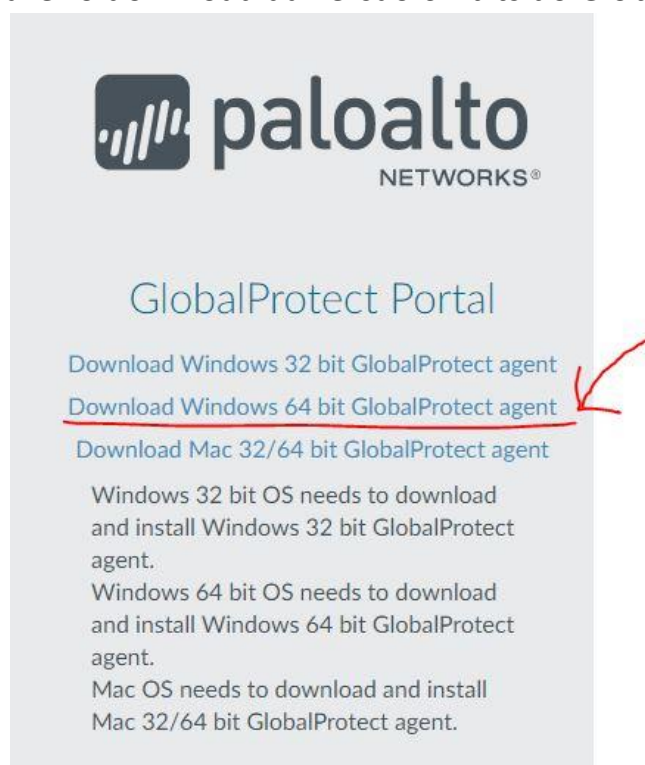 paloalto
NETWORKS®
GlobalProtect Portal
Download Windows 32 bit GlobalProtect agent
Download Windows 64 bit GlobalProtect agent
Download Mac 32/64 bit GlobalProtect agent
Windows 32 bit OS needs to download
and install Windows 32 bit GlobalProtect
agent.
Windows 64 bit OS needs to download
and install Windows 64 bit GlobalProtect
agent.
Mac OS needs to download and install
Mac 32/64 bit GlobalProtect agent.